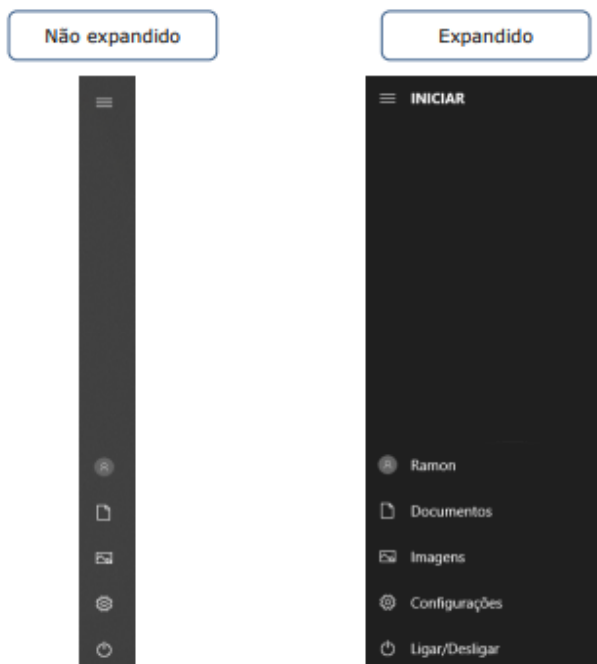 Não expandido
Expandido
INICIAR
Ramon
Documentos
Imagens
Configurações
Ligar/Desligar